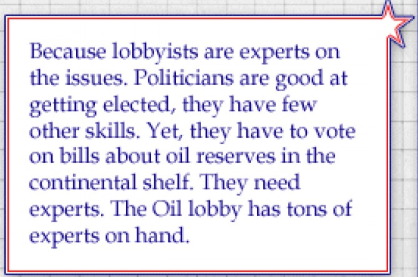 Because lobbyists are experts on
the issues. Politicians are good at
getting elected, they have few
other skills. Yet, they have to vote
on bills about oil reserves in the
continental shelf. They need
experts. The Oil lobby has tons of
experts on hand.